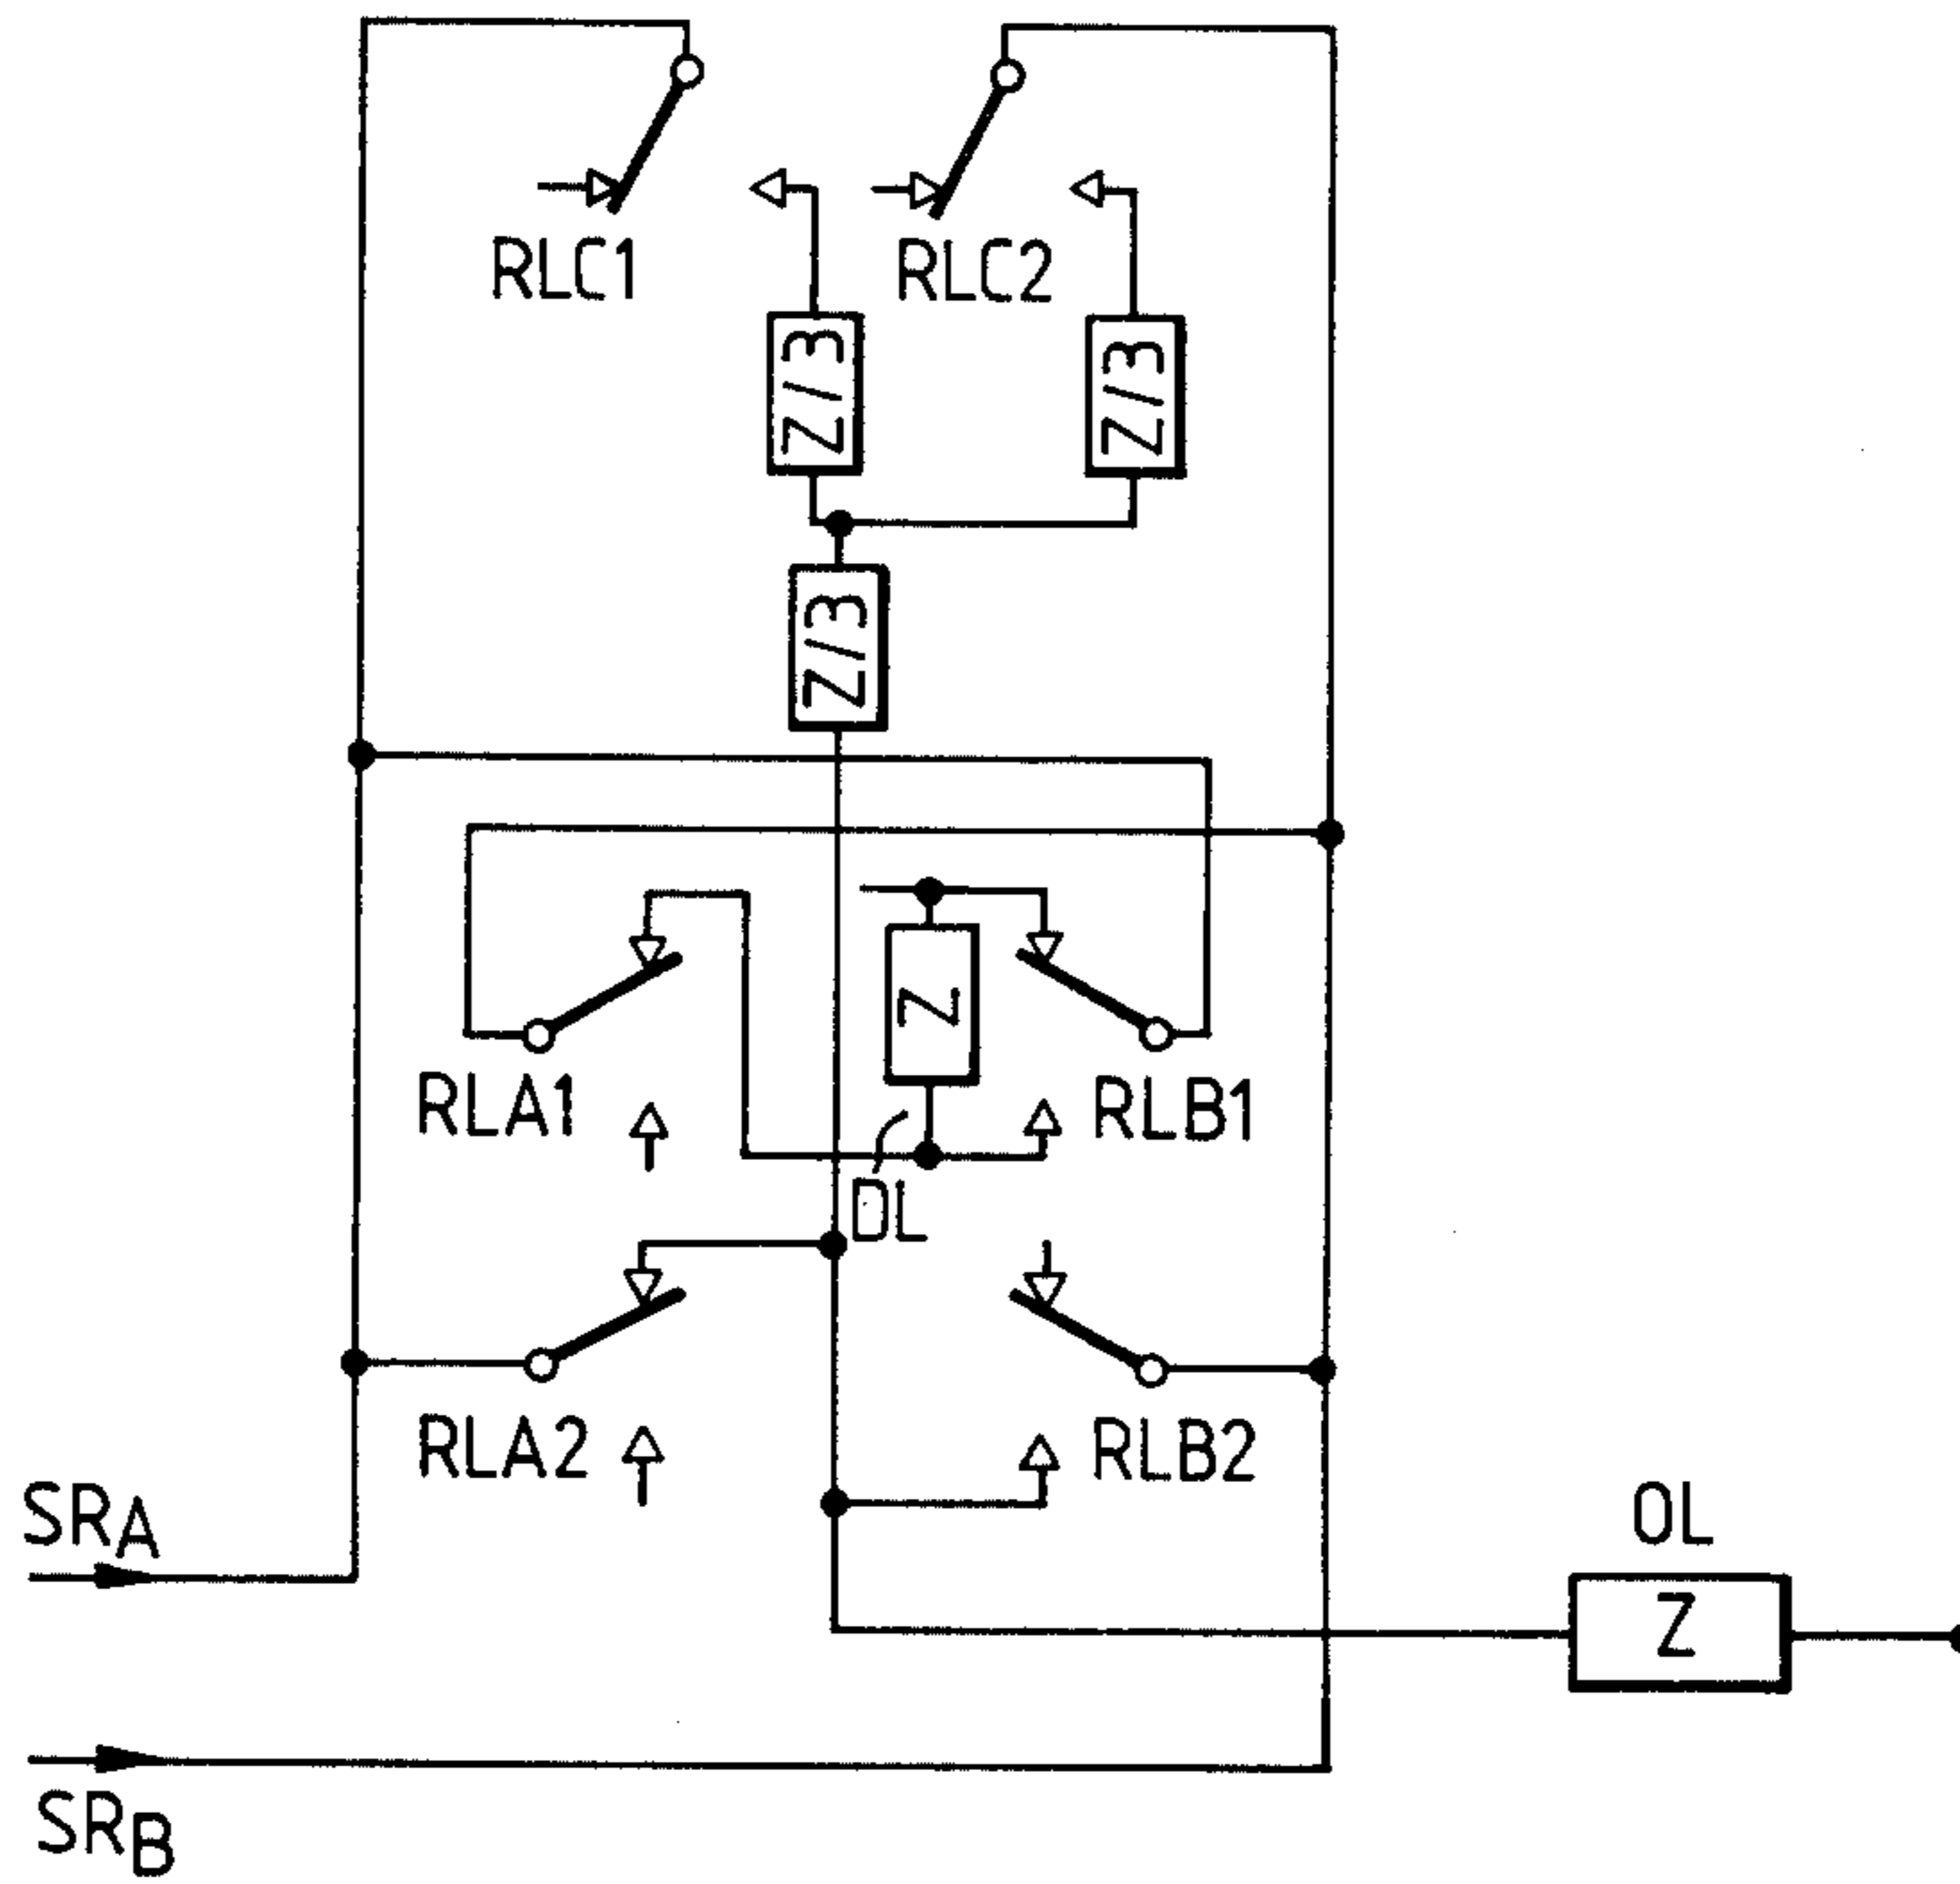 RLC1
RLC2
Z/3
Z/3
Z/3
Z
RLA1
RLB1
DL
RLA2
RLB2
SRA
OL
Z
SRB